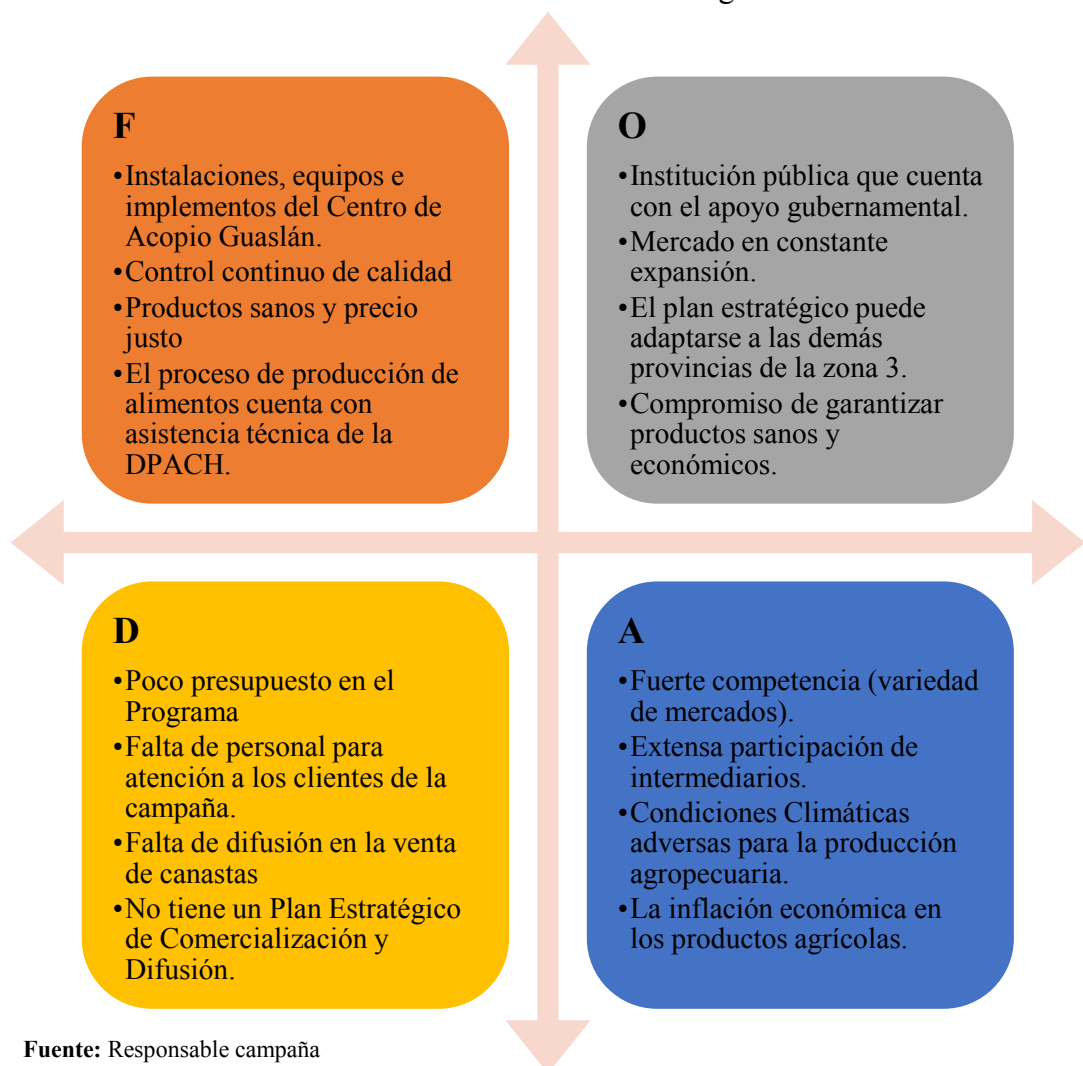 F
•Instalaciones, equipos e
implementos del Centro de
Acopio Guaslán.
•Control continuo de calidad
•Productos sanos y precio
justo
•El proceso de producción de
alimentos cuenta con
asistencia técnica de la
DPACH.
O
•Institución pública que cuenta
con el apoyo gubernamental.
•Mercado en constante
expansión.
•El plan estratégico puede
adaptarse a las demás
provincias de la zona 3.
•Compromiso de garantizar
productos sanos y
económicos.
D
•Poco presupuesto en el
Programa
•Falta de personal para
atención a los clientes de la
campaña.
•Falta de difusión en la venta
de canastas
•No tiene un Plan Estratégico
de Comercialización y
Difusión.
A
•Fuerte competencia (variedad
de mercados).
•Extensa participación de
intermediarios.
•Condiciones Climáticas
adversas para la producción
agropecuaria.
•La inflación económica en
los productos agrícolas.
Fuente: Responsable campaña